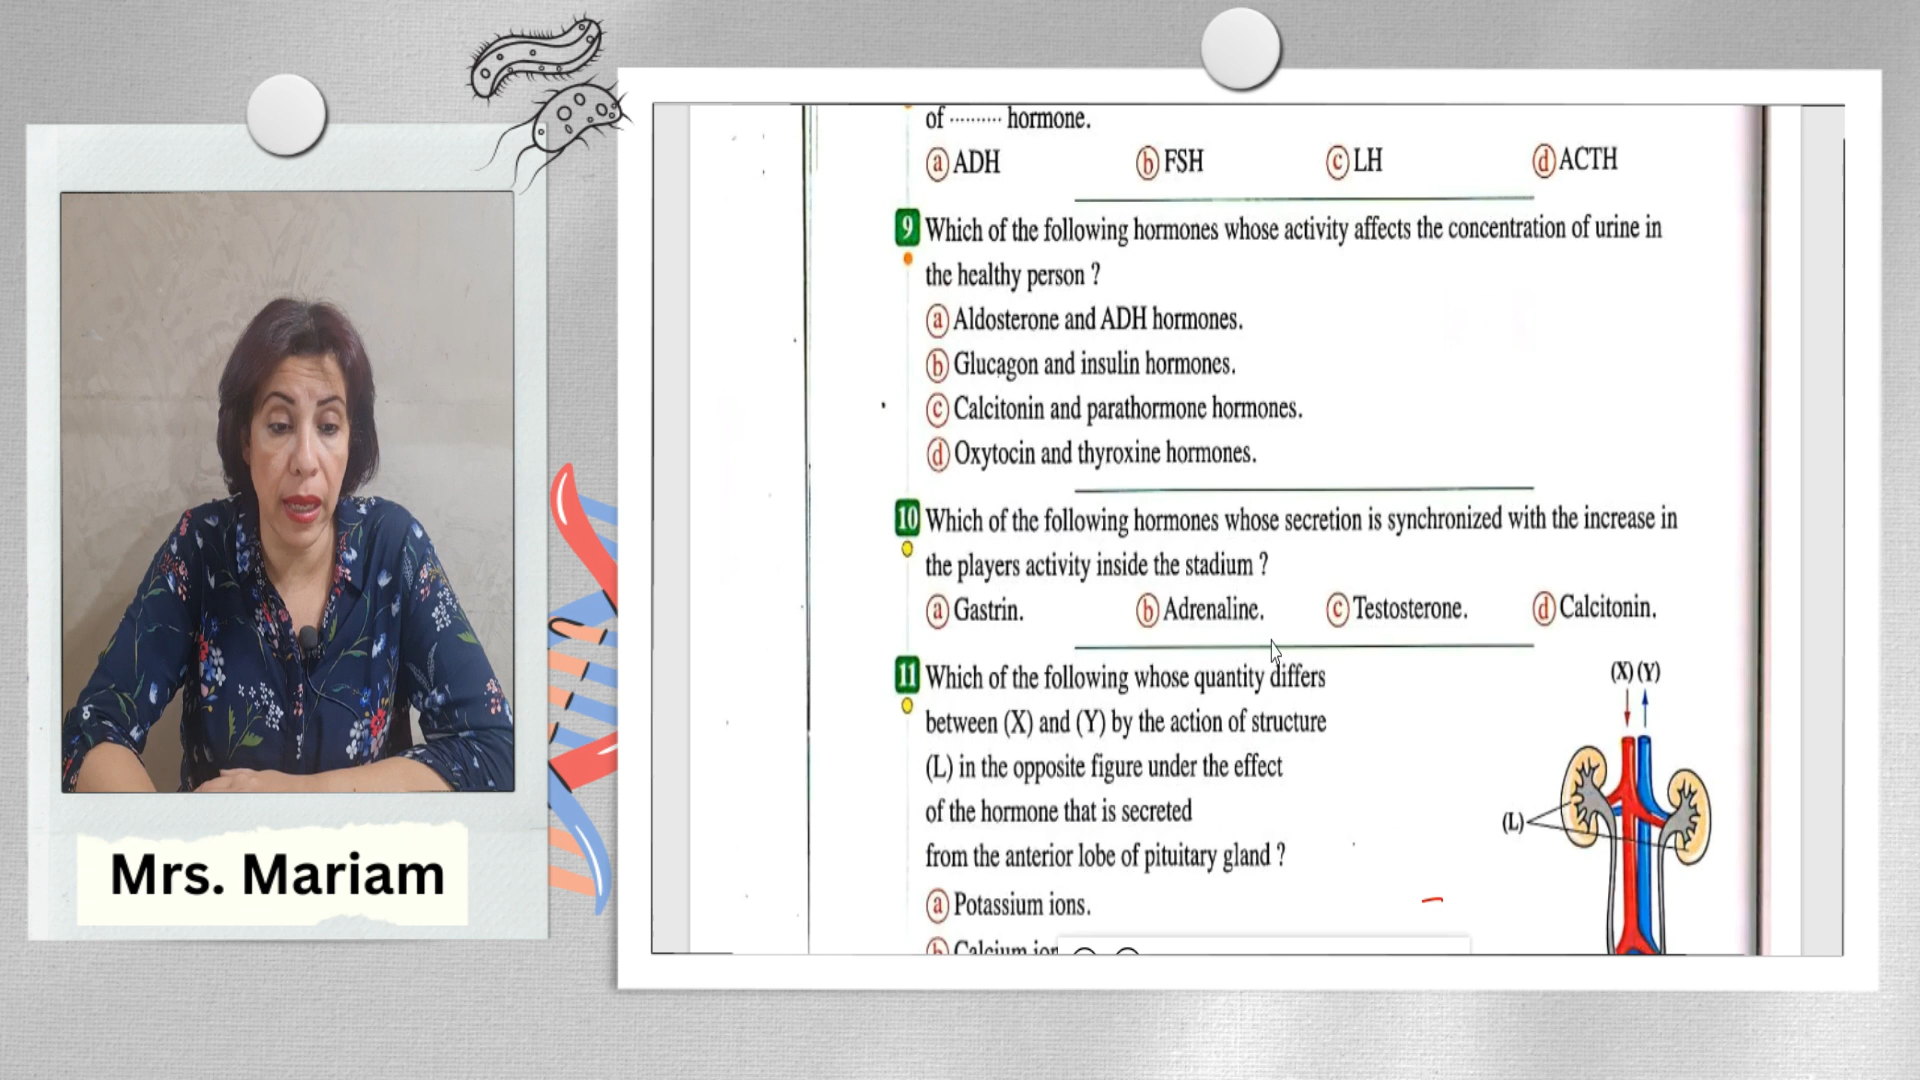 of .......... hormone.
a ADH b FSH c LH d ACTH
9 Which of the following hormones whose activity affects the concentration of urine in
the healthy person ?
a Aldosterone and ADH hormones.
b Glucagon and insulin hormones.
c Calcitonin and parathormone hormones.
d Oxytocin and thyroxine hormones.
10 Which of the following hormones whose secretion is synchronized with the increase in
the players activity inside the stadium ?
a Gastrin. b Adrenaline. c Testosterone. d Calcitonin.
11 Which of the following whose quantity differs
between (X) and (Y) by the action of structure
(L) in the opposite figure under the effect
of the hormone that is secreted
from the anterior lobe of pituitary gland ?
a Potassium ions.
b Calcium
(X) (Y)
(L)
Mrs. Mariam